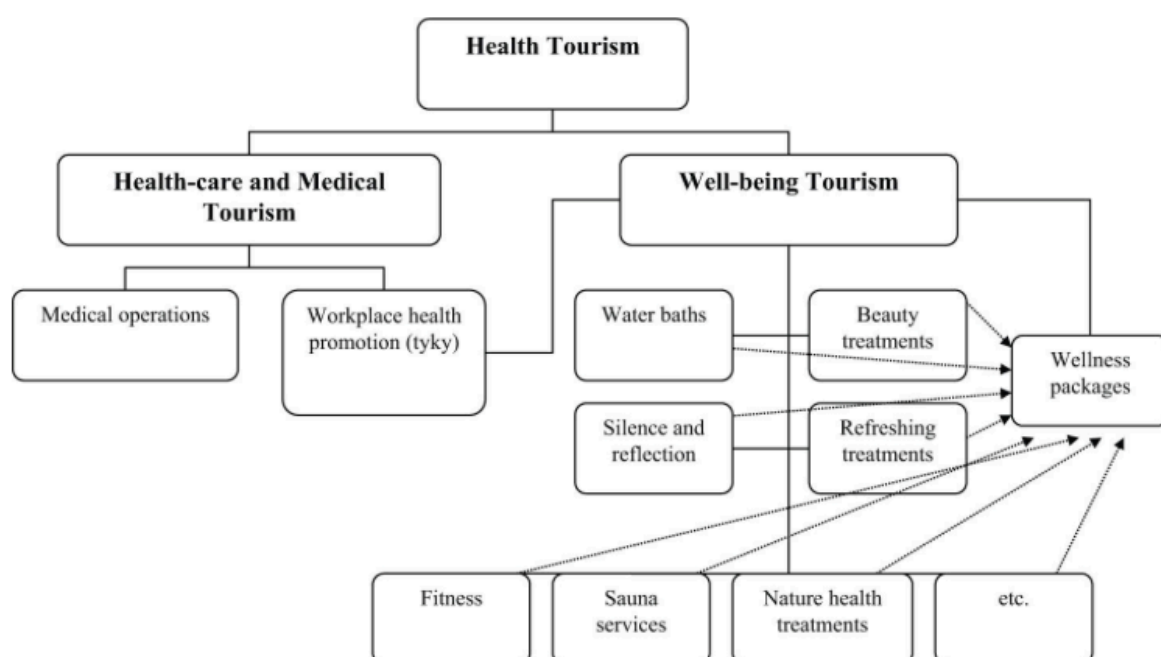 Health Tourism
Health-care and Medical
Tourism
Well-being Tourism
Medical operations
Workplace health
promotion (tyky)
Water baths
Beauty
treatments
Wellness
packages
Silence and
reflection
Refreshing
treatments
Fitness
Sauna
services
Nature health
treatments
etc.